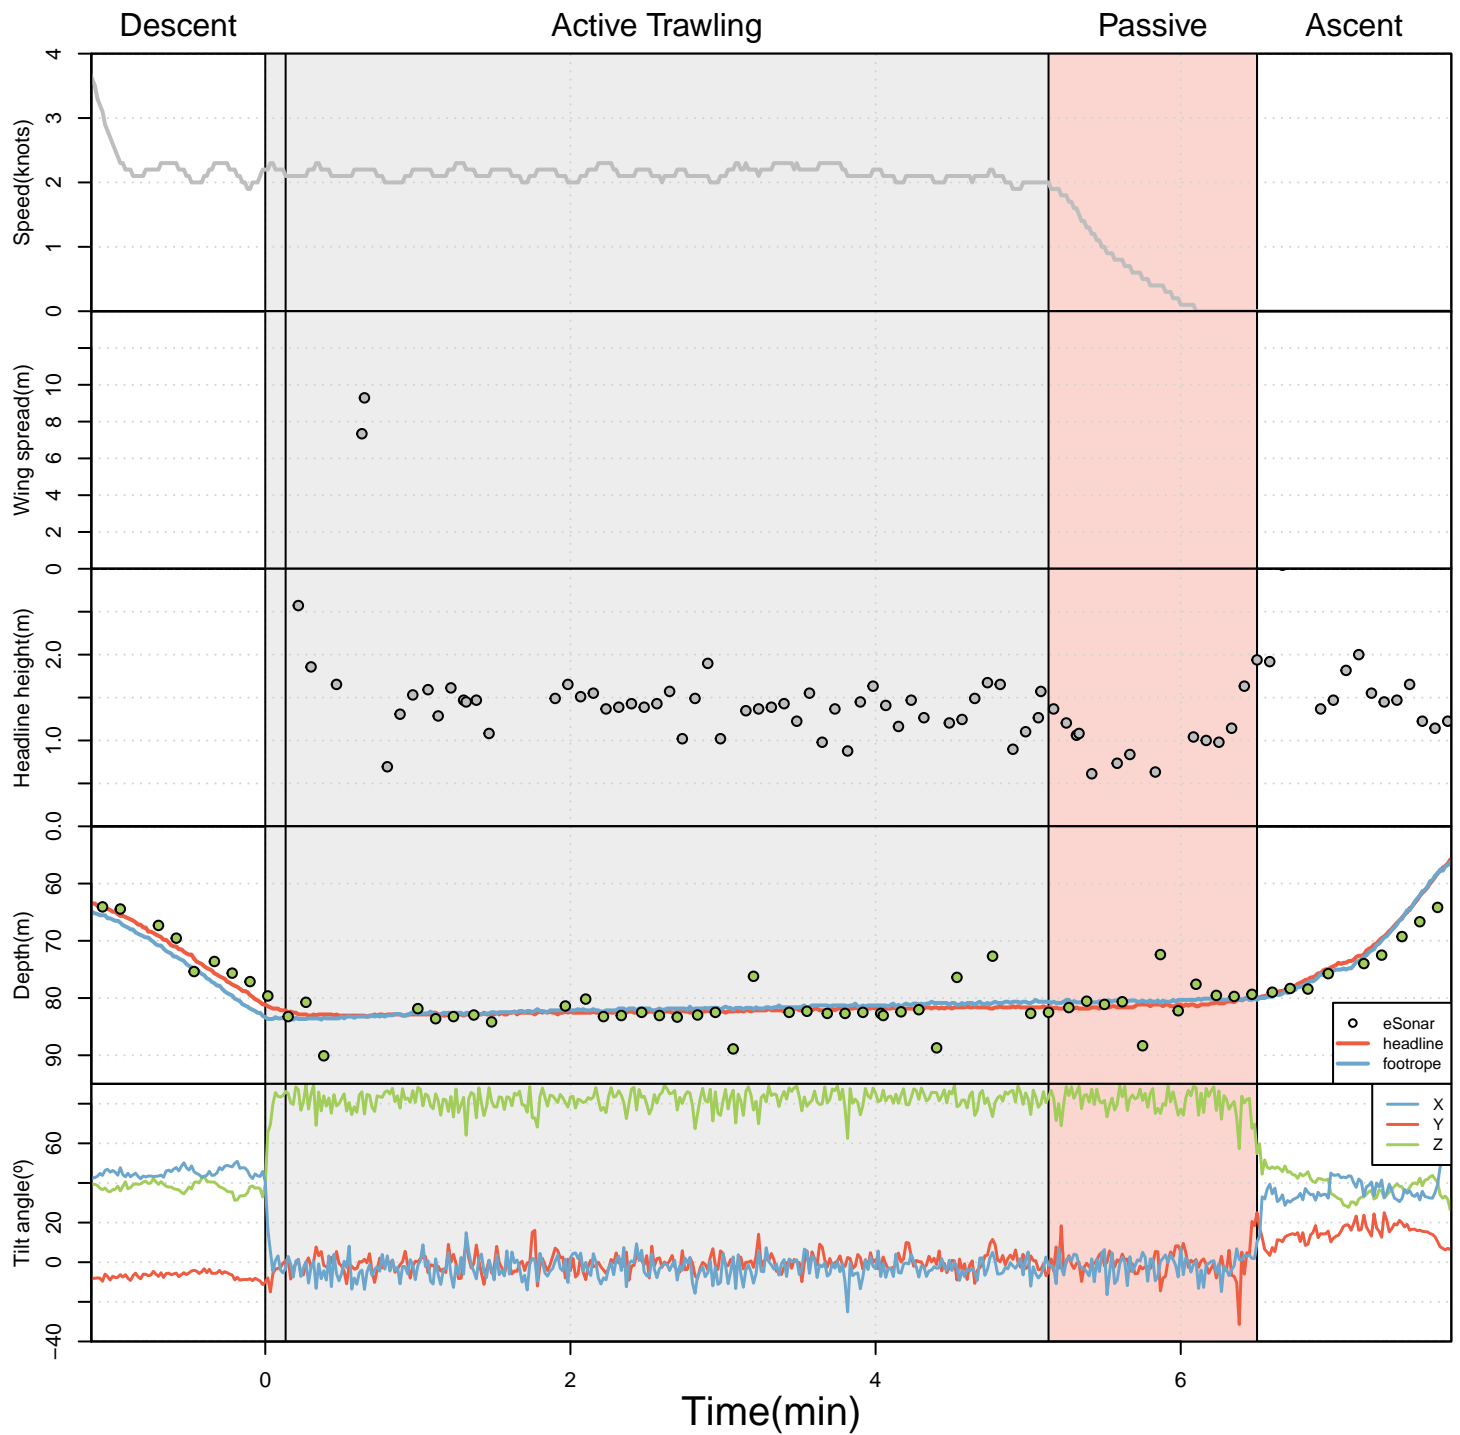 Descent Active Trawling Passive Ascent
Speed(knots)
4
3
2
1
0
Wing spread(m)
10
8
6
4
2
0
Headline height(m)
2.0
1.0
0.0
Depth(m)
60
70
80
90
eSonar
headline
footrope
Tilt angle(º)
60
20
0
−40
X
Y
Z
0 2 4 6
Time(min)